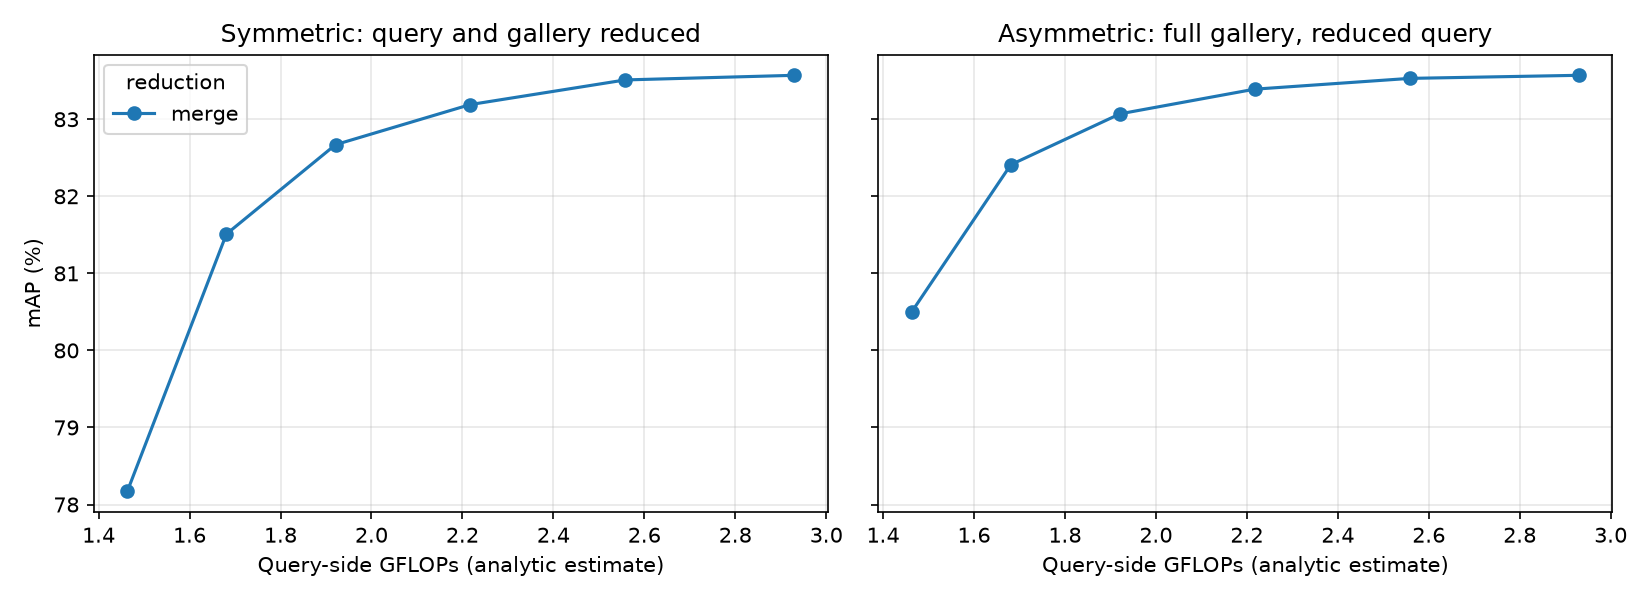 Symmetric: query and gallery reduced
reduction
merge
mAP (%)
83
82
81
80
79
78
1.4 1.6 1.8 2.0 2.2 2.4 2.6 2.8 3.0
Query-side GFLOPs (analytic estimate)
Asymmetric: full gallery, reduced query
1.4 1.6 1.8 2.0 2.2 2.4 2.6 2.8 3.0
Query-side GFLOPs (analytic estimate)